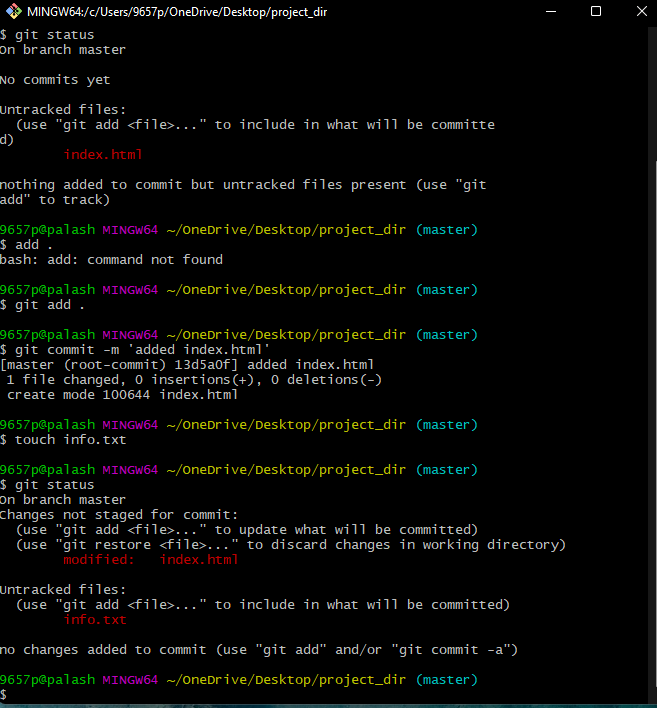 MINGW64:/c/Users/9657p/OneDrive/Desktop/project_dir
$ git status
On branch master
No commits yet
Untracked files:
  (use "git add <file>..." to include in what will be committe
d)
        index.html
nothing added to commit but untracked files present (use "git
add" to track)
9657p@palash MINGW64 ~/OneDrive/Desktop/project_dir (master)
$ add .
bash: add: command not found
9657p@palash MINGW64 ~/OneDrive/Desktop/project_dir (master)
$ git add .
9657p@palash MINGW64 ~/OneDrive/Desktop/project_dir (master)
$ git commit -m 'added index.html'
[master (root-commit) 13d5a0f] added index.html
 1 file changed, 0 insertions(+), 0 deletions(-)
 create mode 100644 index.html
9657p@palash MINGW64 ~/OneDrive/Desktop/project_dir (master)
$ touch info.txt
9657p@palash MINGW64 ~/OneDrive/Desktop/project_dir (master)
$ git status
On branch master
Changes not staged for commit:
  (use "git add <file>..." to update what will be committed)
  (use "git restore <file>..." to discard changes in working directory)
        modified:   index.html
Untracked files:
  (use "git add <file>..." to include in what will be committed)
        info.txt
no changes added to commit (use "git add" and/or "git commit -a")
9657p@palash MINGW64 ~/OneDrive/Desktop/project_dir (master)
$